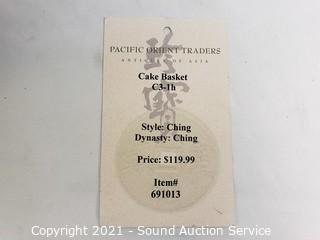 PACIFIC ORIENT TRADERS
ANTIQUES OF ASIA
Cake Basket
C3-1h
Style: Ching
Dynasty: Ching
Price: $119.99
Item#
691013
Copyright 2021 - Sound Auction Service